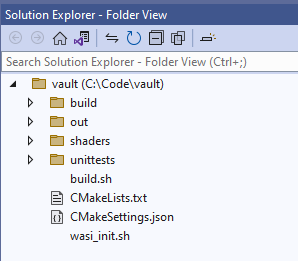 Solution Explorer - Folder View
Search Solution Explorer - Folder View (Ctrl+;)
vault (C:\Code\vault)
build
out
shaders
unittests
build.sh
CMakeLists.txt
CMakeSettings.json
wasi_init.sh